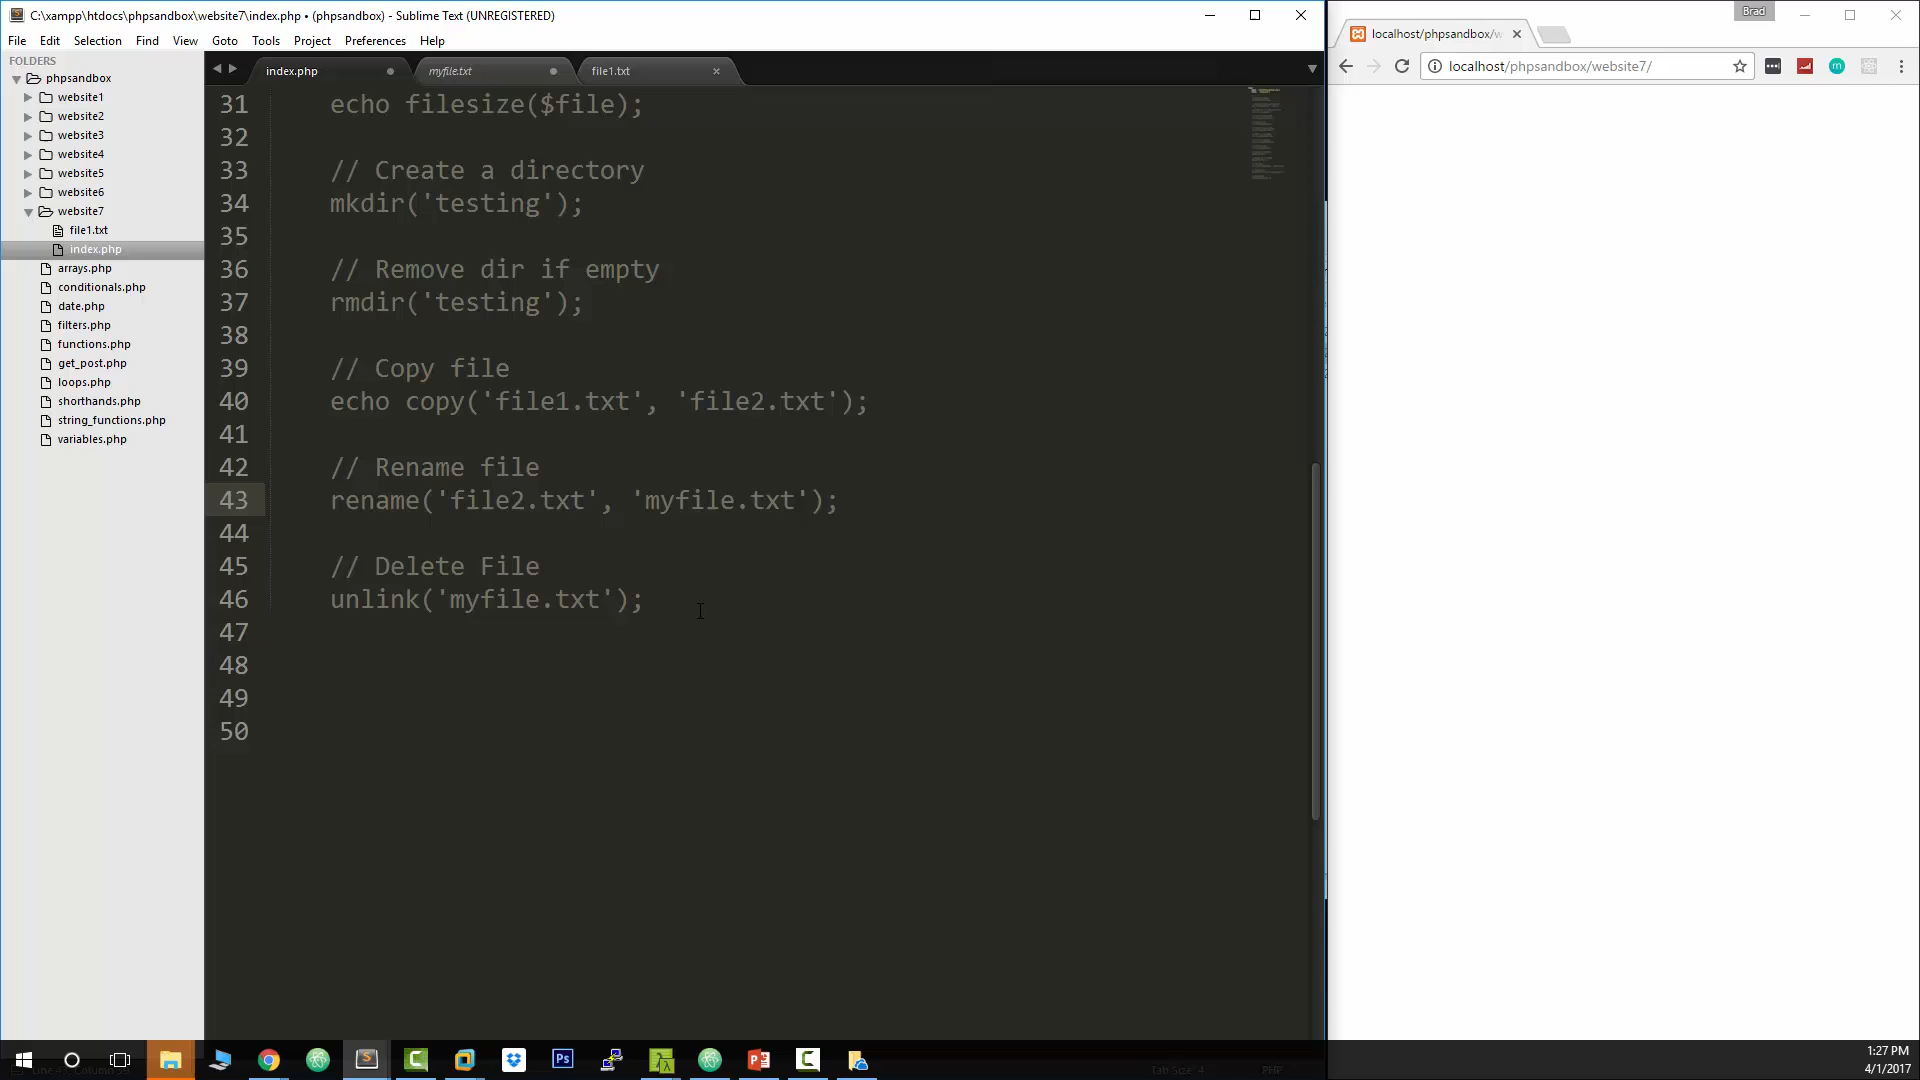 C:\xampp\htdocs\phpsandbox\website7\index.php • (phpsandbox) - Sublime Text (UNREGISTERED)
File Edit Selection Find View Goto Tools Project Preferences Help
FOLDERS
phpsandbox
website1
website2
website3
website4
website5
website6
website7
file1.txt
index.php
arrays.php
conditionals.php
date.php
filters.php
functions.php
get_post.php
loops.php
shorthands.php
string_functions.php
variables.php
index.php myfile.txt file1.txt
31 echo filesize($file);
32
33 // Create a directory
34 mkdir('testing');
35
36 // Remove dir if empty
37 rmdir('testing');
38
39 // Copy file
40 echo copy('file1.txt', 'file2.txt');
41
42 // Rename file
43 rename('file2.txt', 'myfile.txt');
44
45 // Delete File
46 unlink('myfile.txt');
47
48
49
50
Tab Size: 4 PHP
Brad
localhost/phpsandbox/w
localhost/phpsandbox/website7/
Ps
1:27 PM
4/1/2017